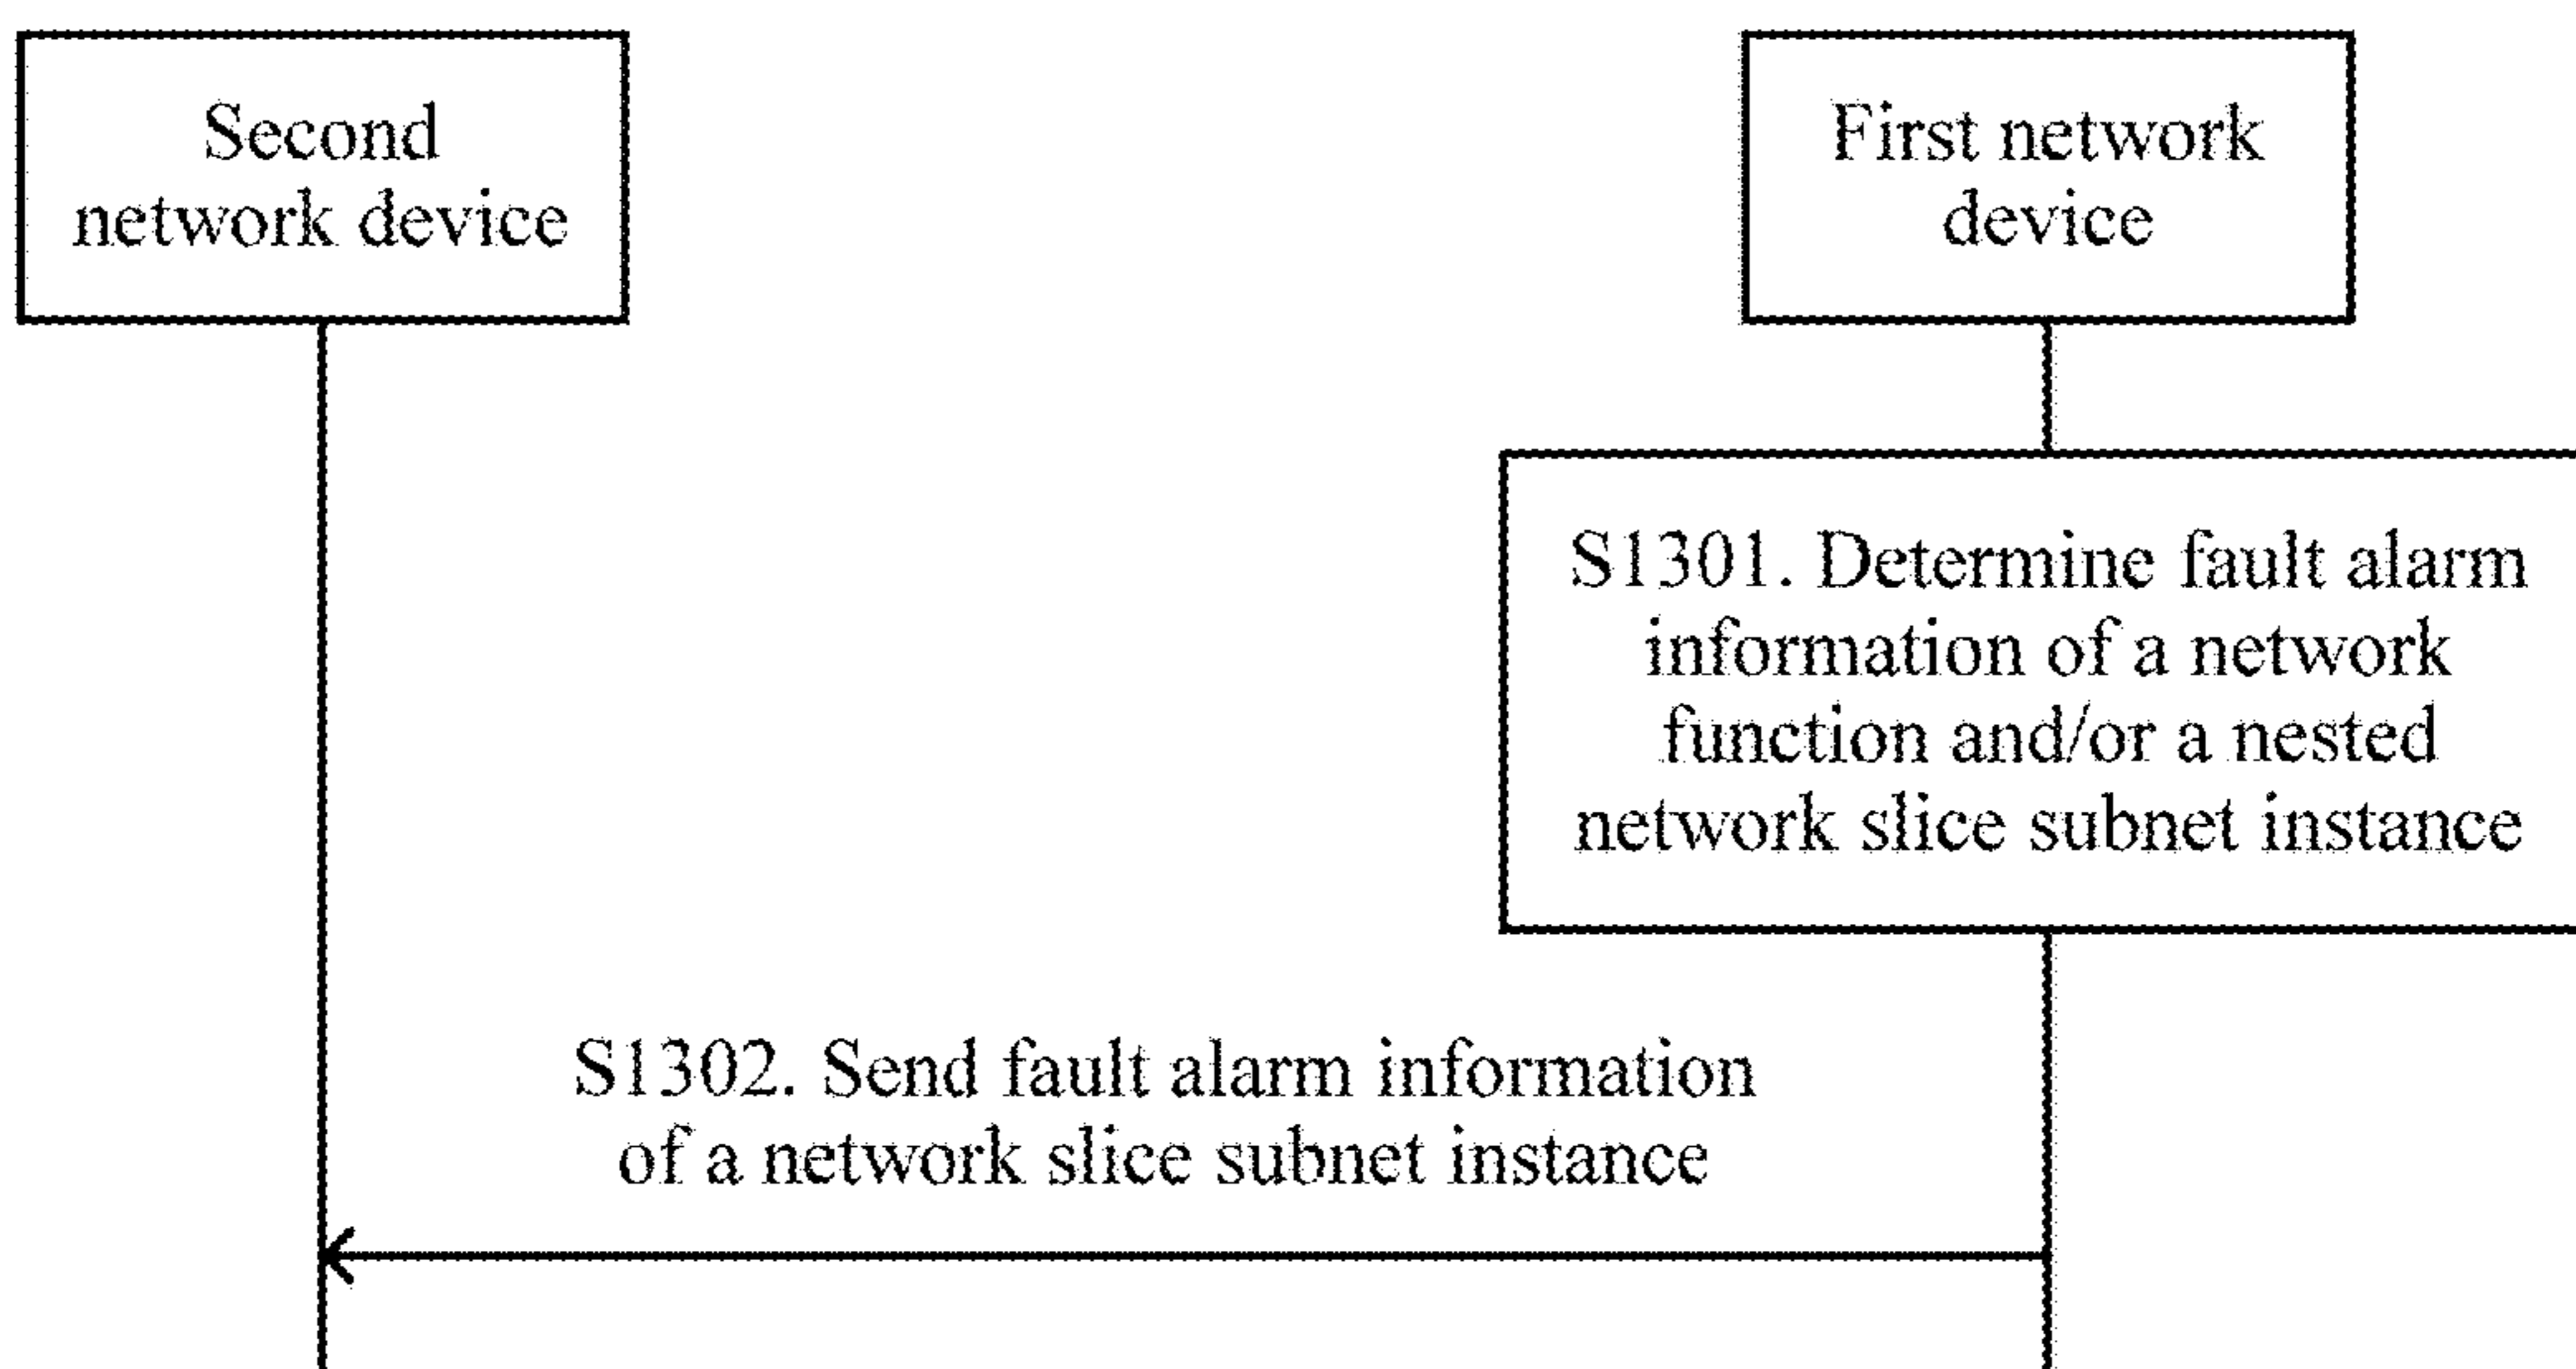 Second
network device
First network
device
S1301. Determine fault alarm
information of a network
function and/or a nested
network slice subnet instance
S1302. Send fault alarm information
of a network slice subnet instance